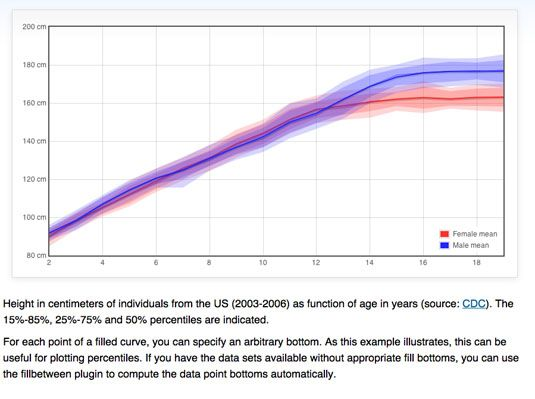 200 cm
180 cm
160 cm
140 cm
120 cm
100 cm
80 cm
2 4 6 8 10 12 14 16 18
Female mean
Male mean
Height in centimeters of individuals from the US (2003-2006) as function of age in years (source: CDC). The
15%-85%, 25%-75% and 50% percentiles are indicated.
For each point of a filled curve, you can specify an arbitrary bottom. As this example illustrates, this can be
useful for plotting percentiles. If you have the data sets available without appropriate fill bottoms, you can use
the fillbetween plugin to compute the data point bottoms automatically.